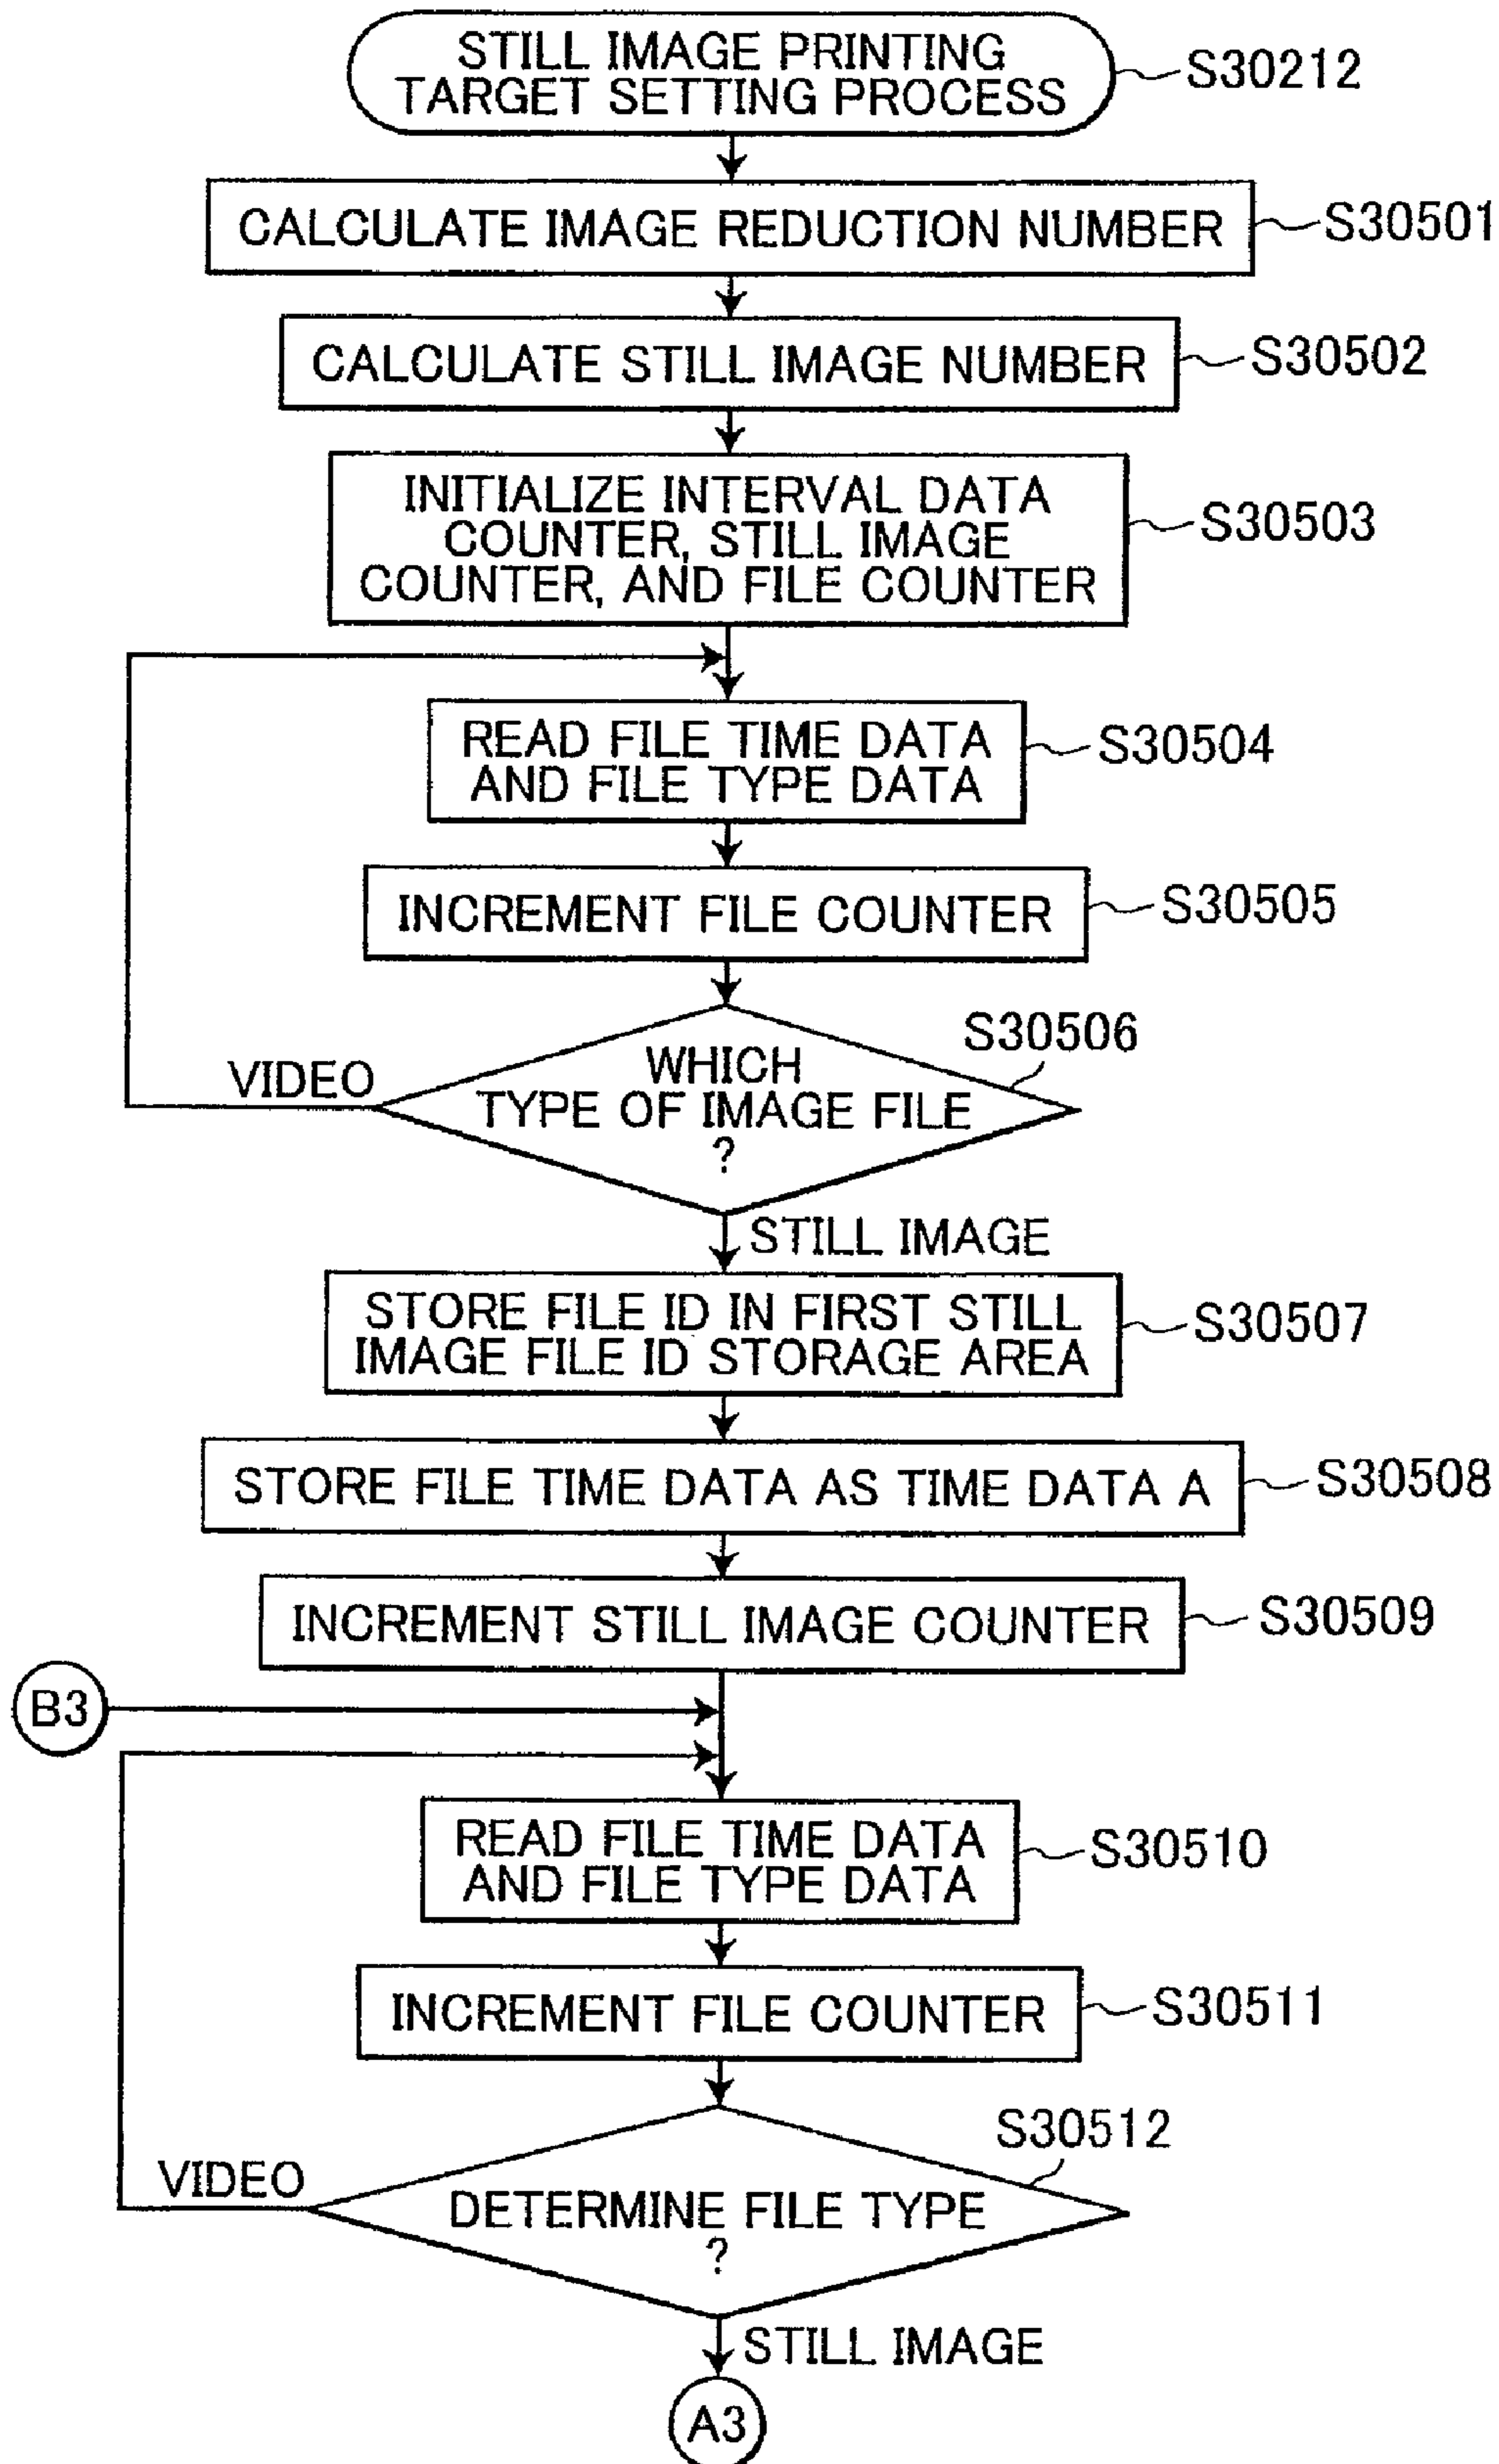 STILL IMAGE PRINTING
TARGET SETTING PROCESS
S30212
CALCULATE IMAGE REDUCTION NUMBER
S30501
CALCULATE STILL IMAGE NUMBER
S30502
INITIALIZE INTERVAL DATA
COUNTER, STILL IMAGE
COUNTER, AND FILE COUNTER
S30503
READ FILE TIME DATA
AND FILE TYPE DATA
S30504
INCREMENT FILE COUNTER
S30505
S30506
WHICH
TYPE OF IMAGE FILE
?
VIDEO
STILL IMAGE
STORE FILE ID IN FIRST STILL
IMAGE FILE ID STORAGE AREA
S30507
STORE FILE TIME DATA AS TIME DATA A
S30508
INCREMENT STILL IMAGE COUNTER
S30509
B3
READ FILE TIME DATA
AND FILE TYPE DATA
S30510
INCREMENT FILE COUNTER
S30511
S30512
VIDEO
DETERMINE FILE TYPE
?
STILL IMAGE
A3